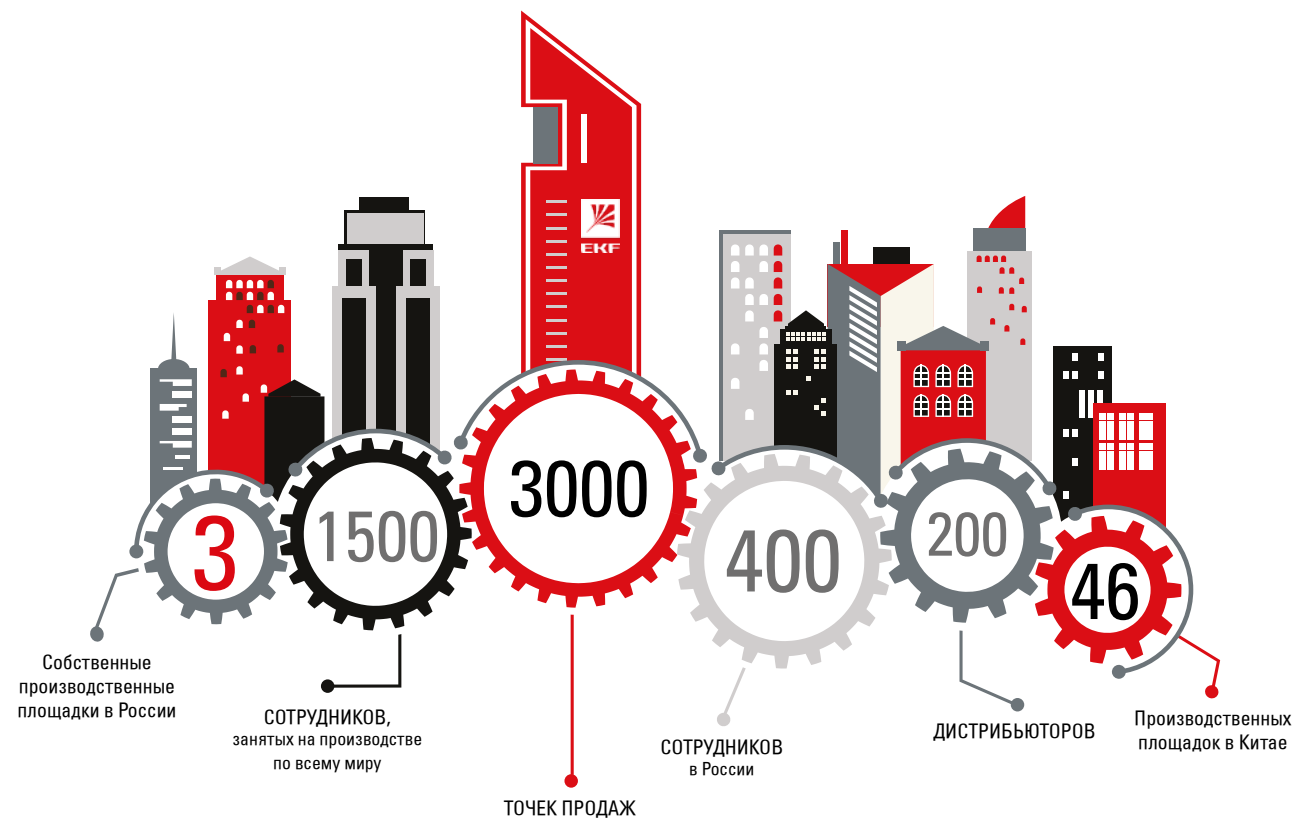 EKF
3
Собственные
производственные
площадки в России
1500
СОТРУДНИКОВ,
занятых на производстве
по всему миру
3000
ТОЧЕК ПРОДАЖ
400
СОТРУДНИКОВ
в России
200
ДИСТРИБЬЮТОРОВ
46
Производственных
площадок в Китае